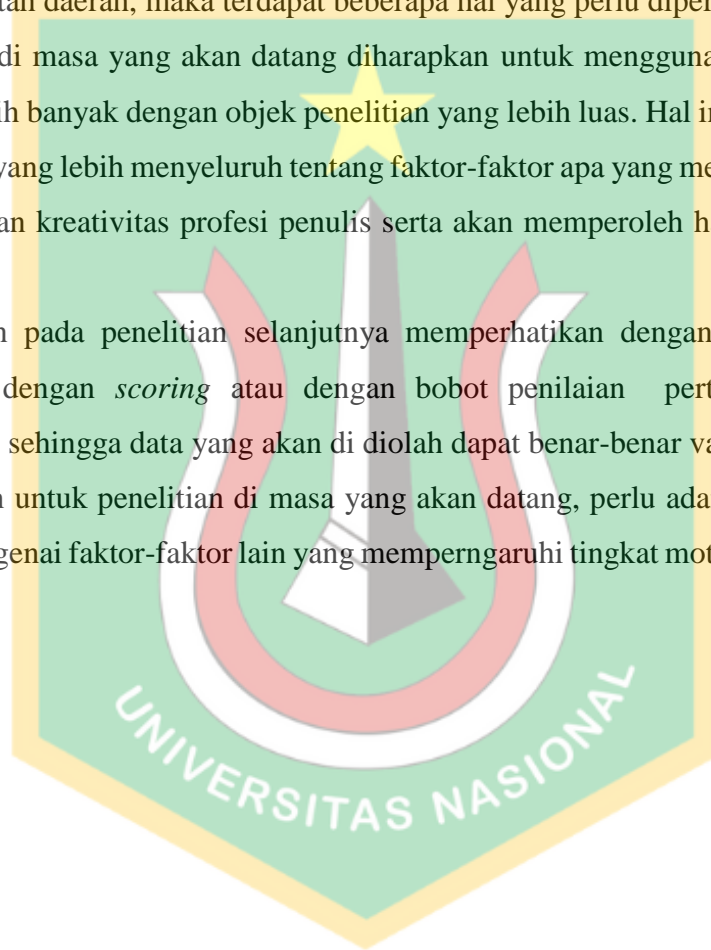 tan daerah, maka terdapat beberapa hal yang perlu diper
di masa yang akan datang diharapkan untuk mengguna
ih banyak dengan objek penelitian yang lebih luas. Hal in
yang lebih menyeluruh tentang faktor-faktor apa yang me
an kreativitas profesi penulis serta akan memperoleh h
n pada penelitian selanjutnya memperhatikan dengan
dengan scoring atau dengan bobot penilaian pert
sehingga data yang akan di diolah dapat benar-benar va
n untuk penelitian di masa yang akan datang, perlu ada
genai faktor-faktor lain yang memperngaruhi tingkat mot
UNIVERSITAS NASIONAL